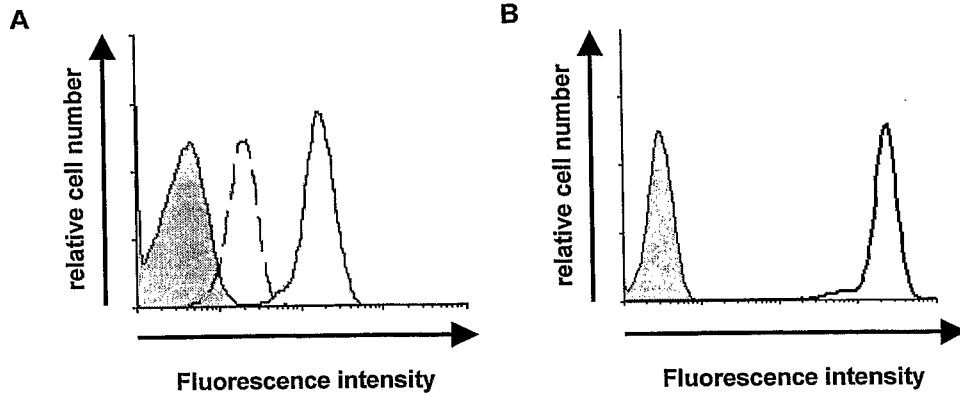 A
relative cell number
Fluorescence intensity
B
relative cell number
Fluorescence intensity